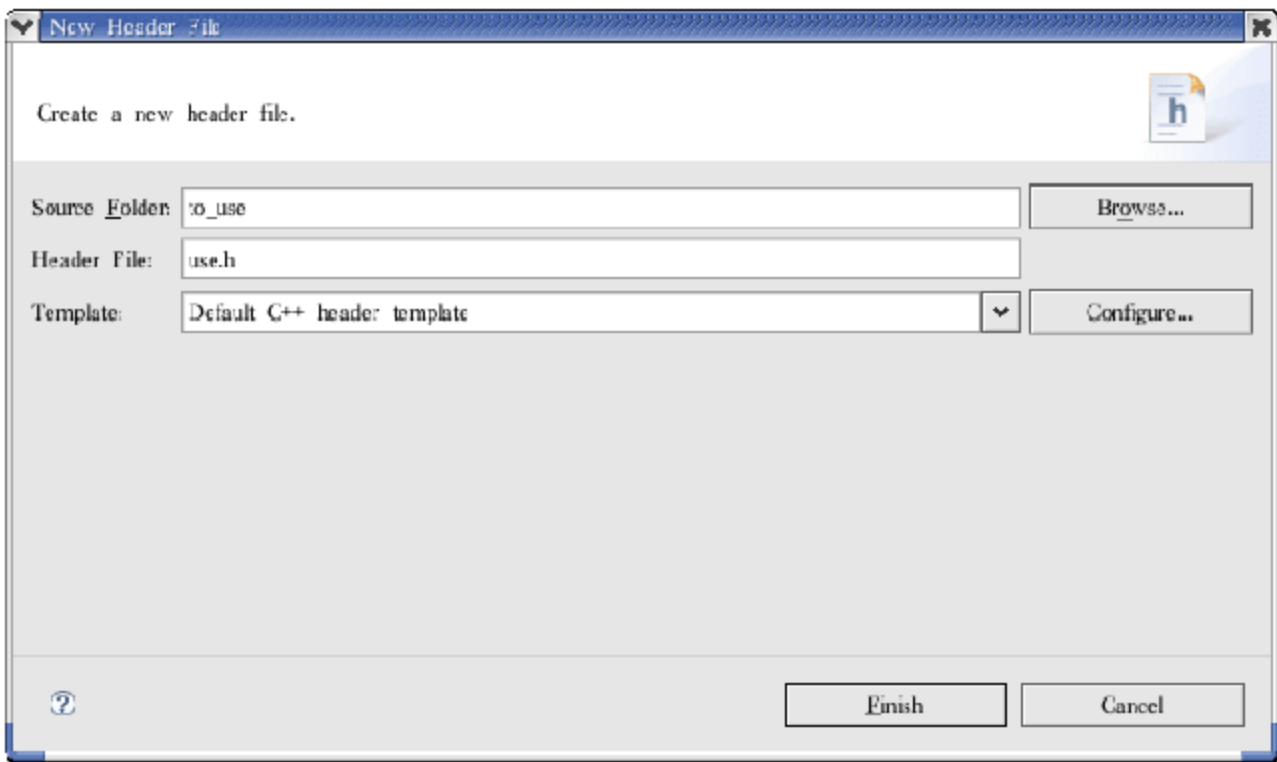 New Header File
Create a new header file.
h
Source Folder: to_use Browse...
Header File: use.h
Template: Default C++ header template Configure...
?
Finish Cancel